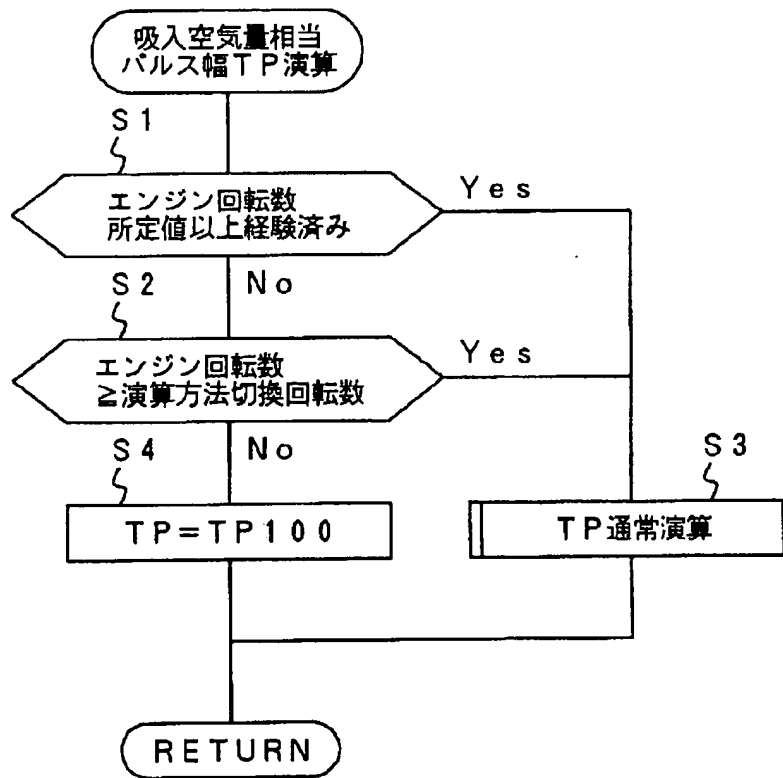 吸入空気量相当
パルス幅TP演算
S1
エンジン回転数
所定値以上経験済み
Yes
No
S2
エンジン回転数
≧演算方法切換回転数
Yes
No
S4
TP=TP100
S3
TP通常演算
RETURN